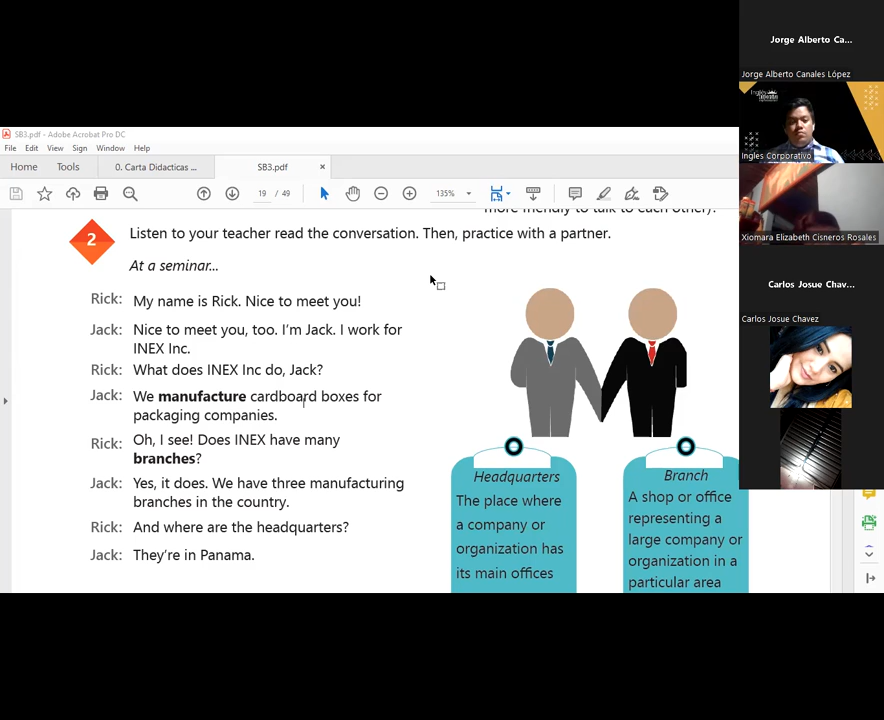 SB3.pdf - Adobe Acrobat Pro DC
File Edit View Sign Window Help
Home Tools 0. Carta Didacticas ... SB3.pdf ×
19 / 49 135%
more friendly to talk to each other).
2 Listen to your teacher read the conversation. Then, practice with a partner.
At a seminar...
Rick: My name is Rick. Nice to meet you!
Jack: Nice to meet you, too. I'm Jack. I work for
INEX Inc.
Rick: What does INEX Inc do, Jack?
Jack: We manufacture cardboard boxes for
packaging companies.
Rick: Oh, I see! Does INEX have many
branches?
Jack: Yes, it does. We have three manufacturing
branches in the country.
Rick: And where are the headquarters?
Jack: They're in Panama.
Headquarters
The place where
a company or
organization has
its main offices
Branch
A shop or office
representing a
large company or
organization in a
particular area
Jorge Alberto Ca...
Jorge Alberto Canales López
Ingles Corporativo
Xiomara Elizabeth Cisneros Rosales
Carlos Josue Chav...
Carlos Josue Chavez